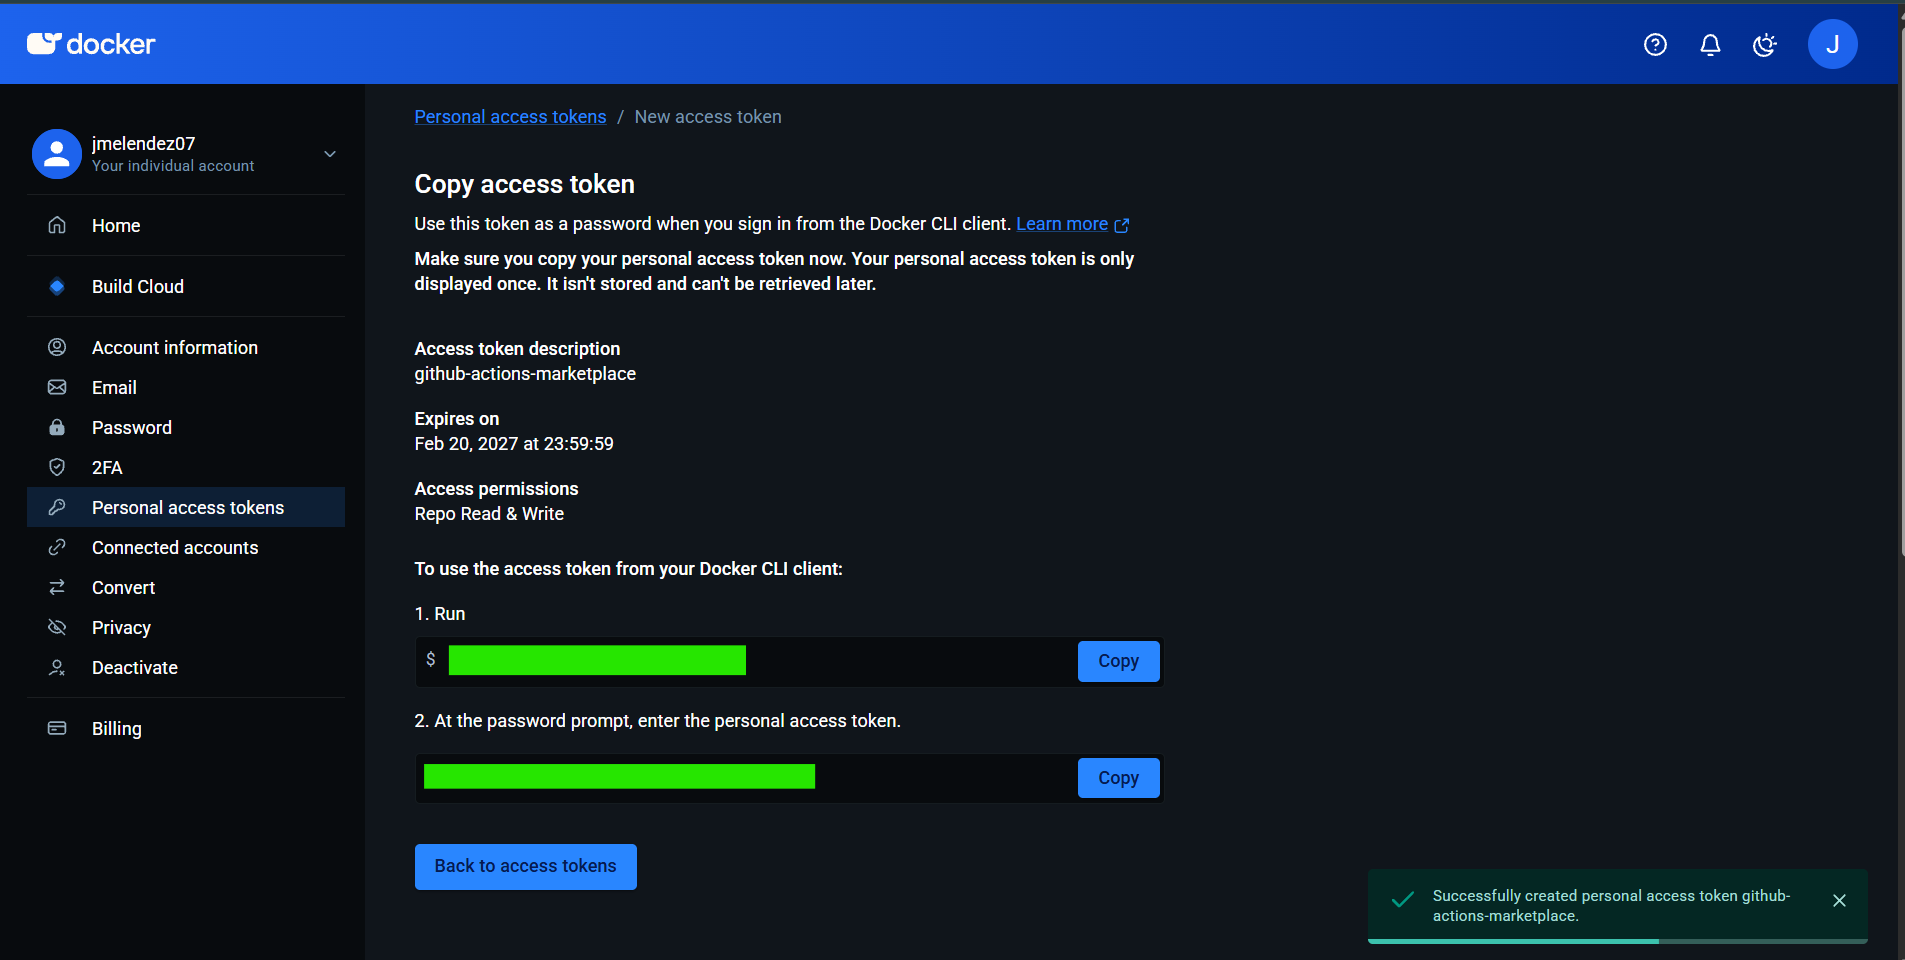 docker
J
jmelendez07
Your individual account
Home
Build Cloud
Account information
Email
Password
2FA
Personal access tokens
Connected accounts
Convert
Privacy
Deactivate
Billing
Personal access tokens / New access token
Copy access token
Use this token as a password when you sign in from the Docker CLI client. Learn more
Make sure you copy your personal access token now. Your personal access token is only
displayed once. It isn't stored and can't be retrieved later.
Access token description
github-actions-marketplace
Expires on
Feb 20, 2027 at 23:59:59
Access permissions
Repo Read & Write
To use the access token from your Docker CLI client:
1. Run
$
Copy
2. At the password prompt, enter the personal access token.
Copy
Back to access tokens
Successfully created personal access token github-
actions-marketplace.